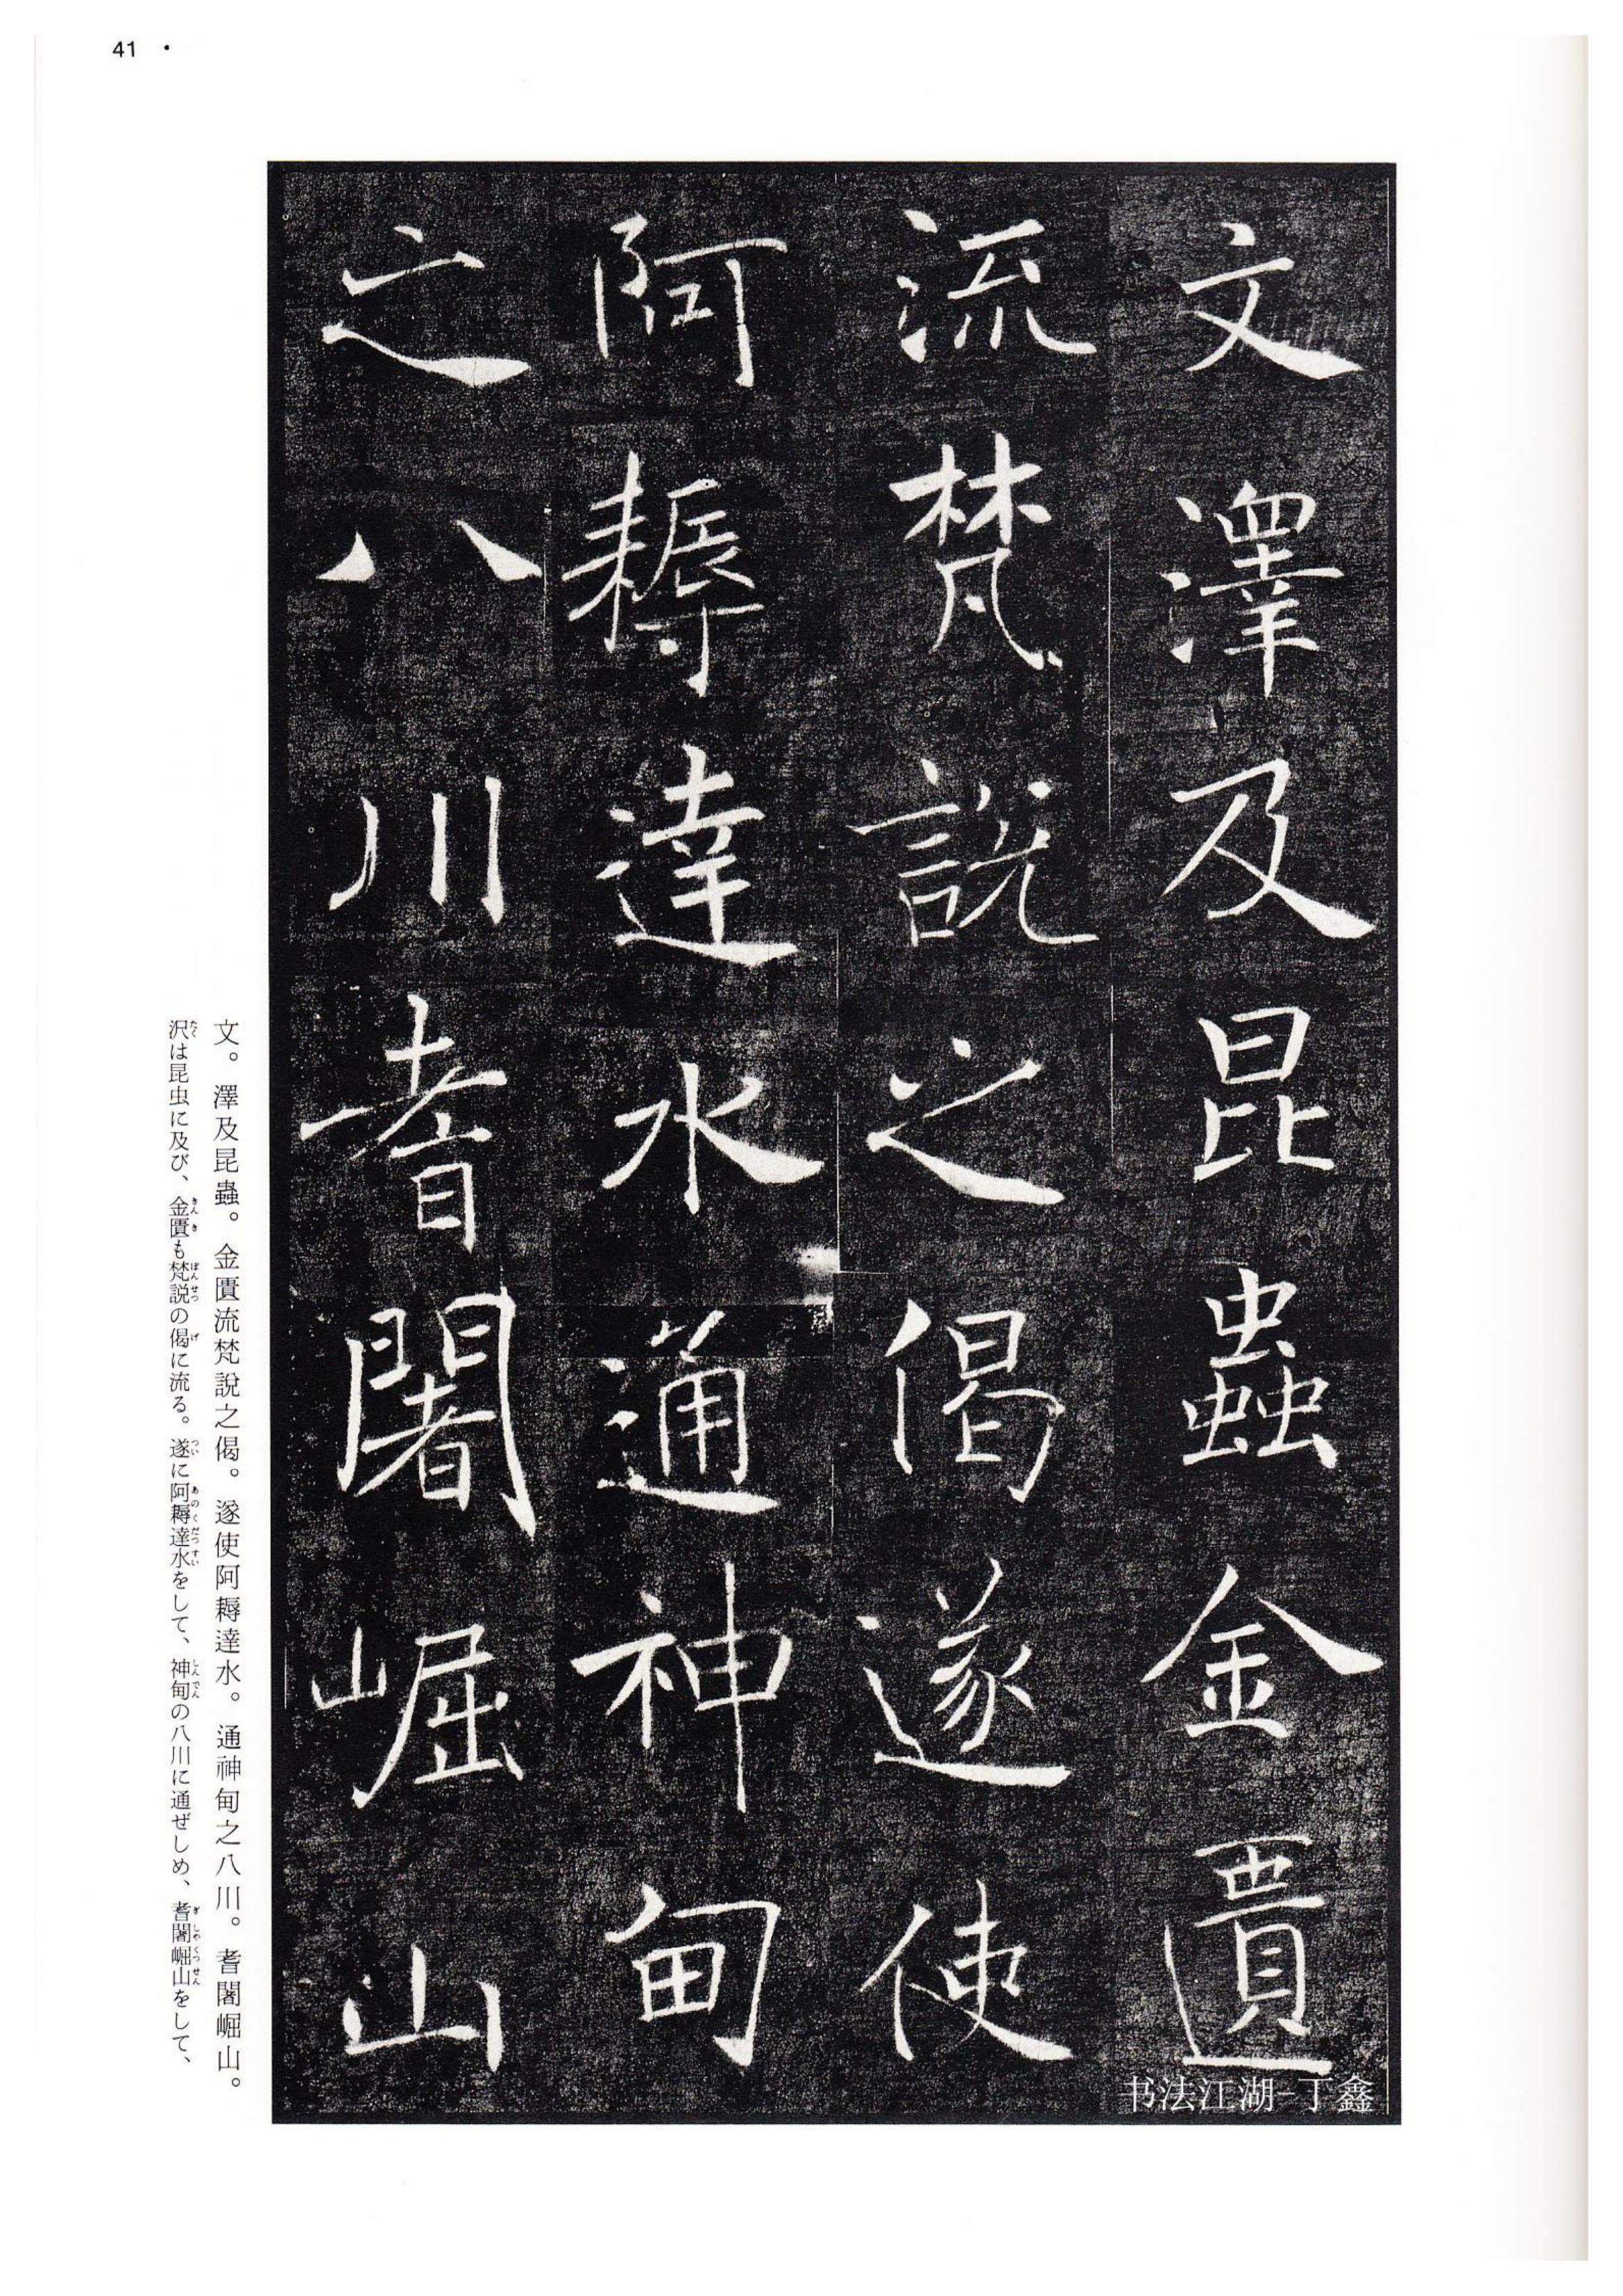 41 •
文澤及昆蟲金匱
流梵說之偈遂使
阿耨達水通神甸
之八川耆闍崛山
书法江湖-丁鑫
文。澤及昆蟲。金匱流梵說之偈。遂使阿耨達水。通神甸之八川。耆闍崛山。
沢は昆虫に及び、金匱も梵説の偈に流る。遂に阿耨達水をして、神甸の八川に通ぜしめ、耆闍崛山をして、